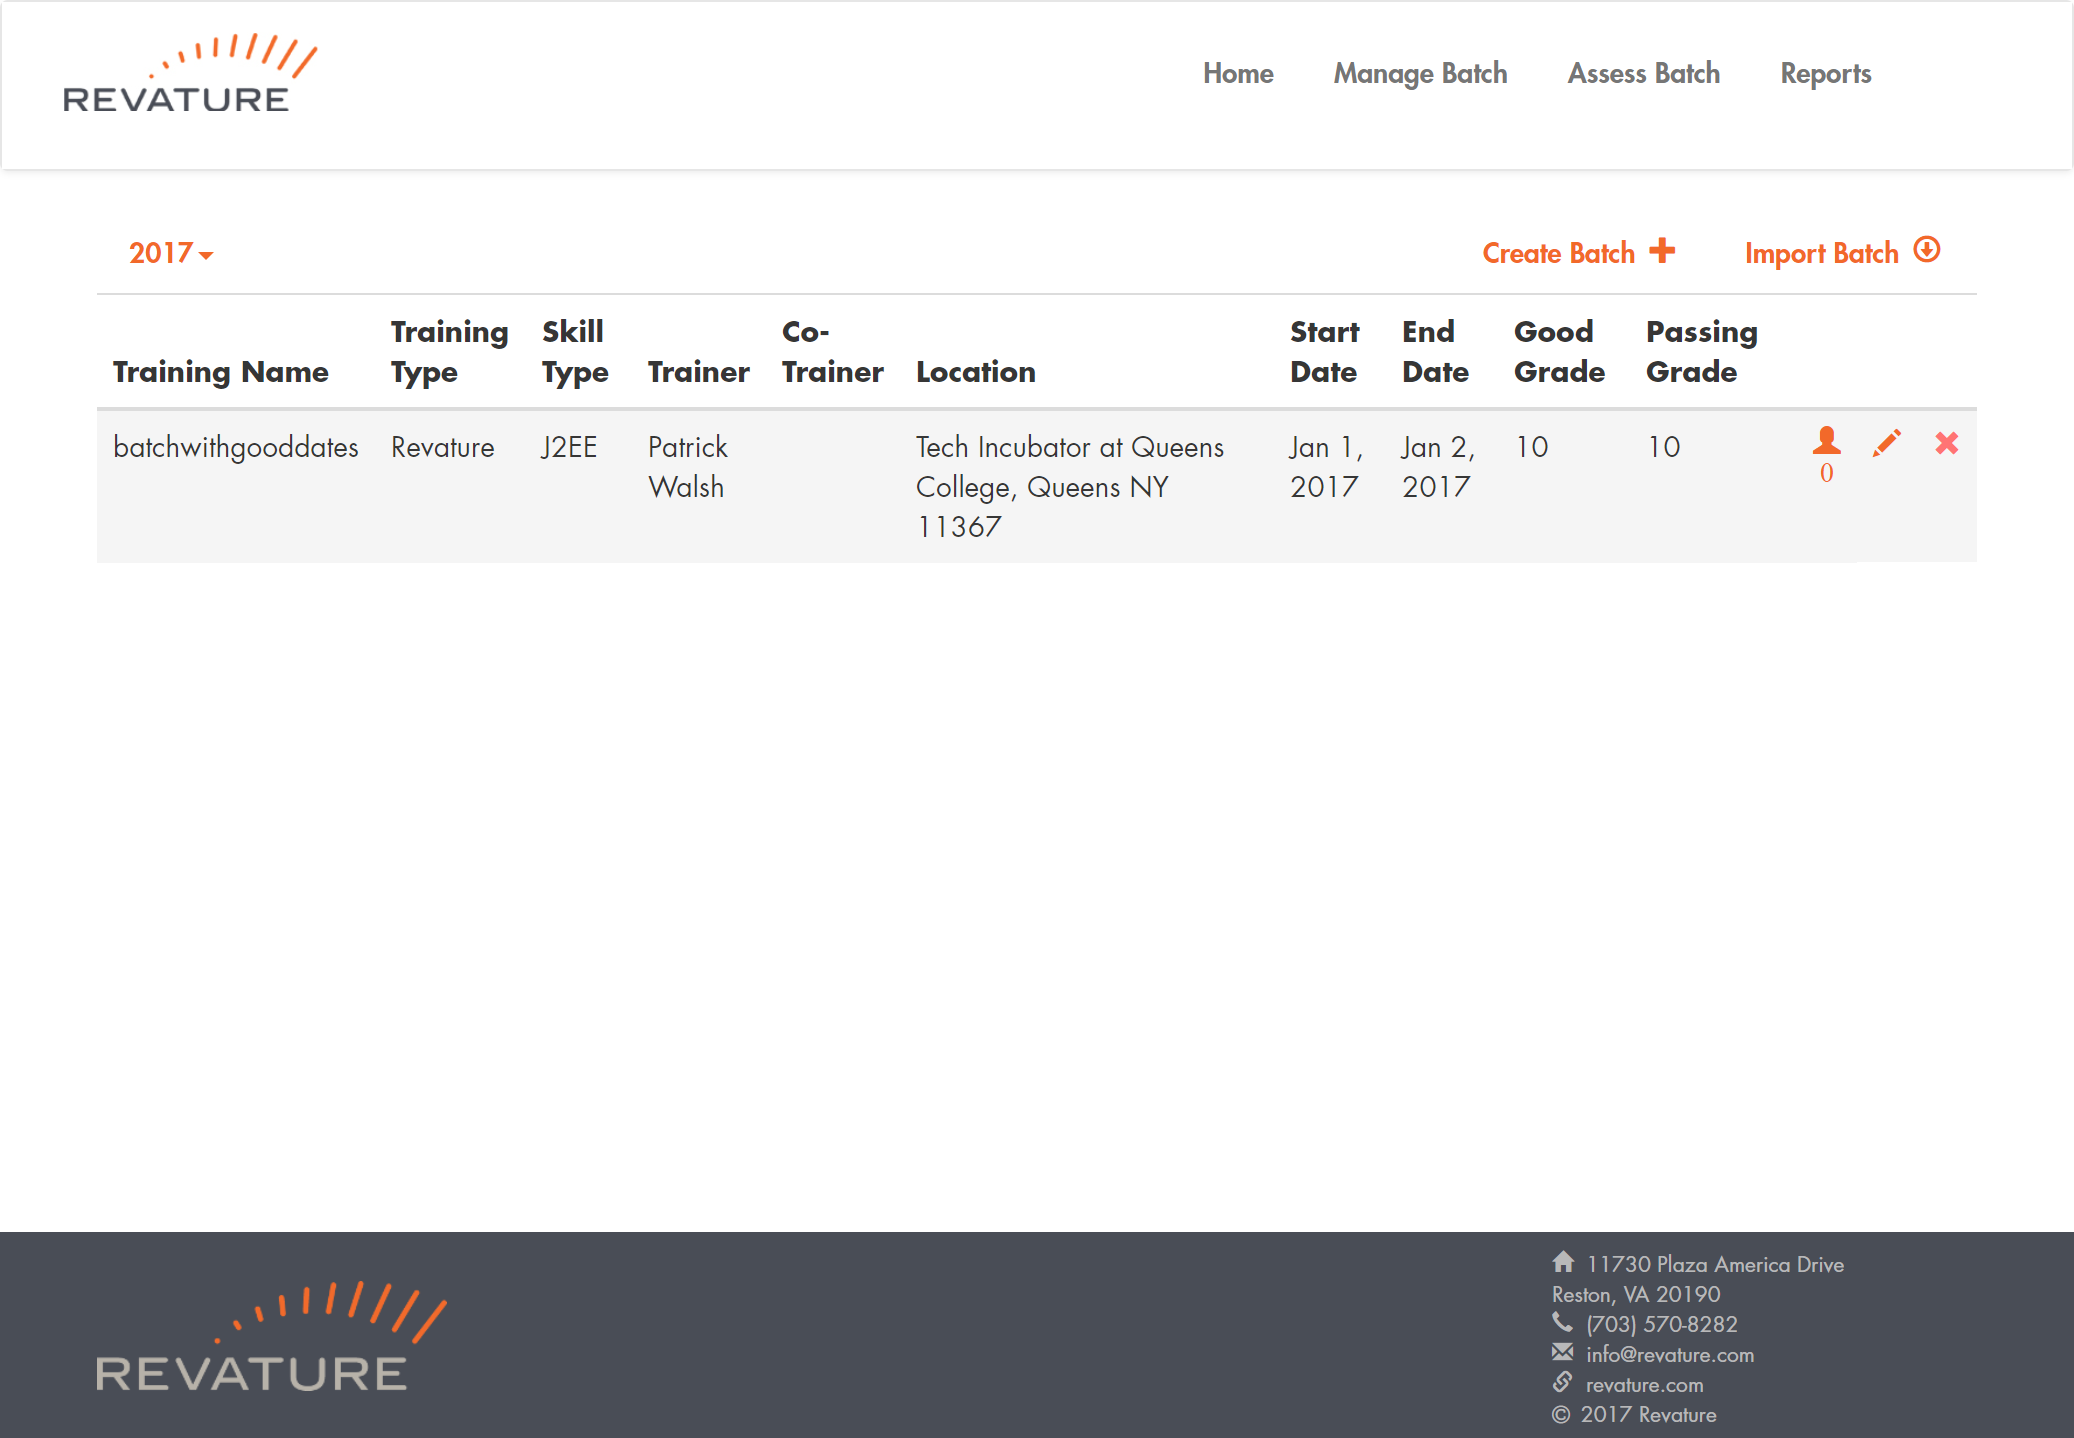 REVATURE
Home Manage Batch Assess Batch Reports
2017 Create Batch Import Batch
Training Name Training Type Skill Type Trainer Co-Trainer Location Start Date End Date Good Grade Passing Grade
batchwithgooddates Revature J2EE Patrick Walsh Tech Incubator at Queens College, Queens NY 11367 Jan 1, 2017 Jan 2, 2017 10 10 0
REVATURE
11730 Plaza America Drive
Reston, VA 20190
(703) 570-8282
info@revature.com
revature.com
© 2017 Revature